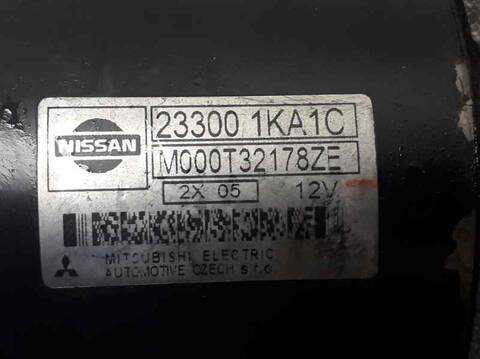 NISSAN
23300 1KA1C
M000T32178ZE
2X 05 12V
MITSUBISHI ELECTRIC
AUTOMOTIVE CZECH s.r.o.